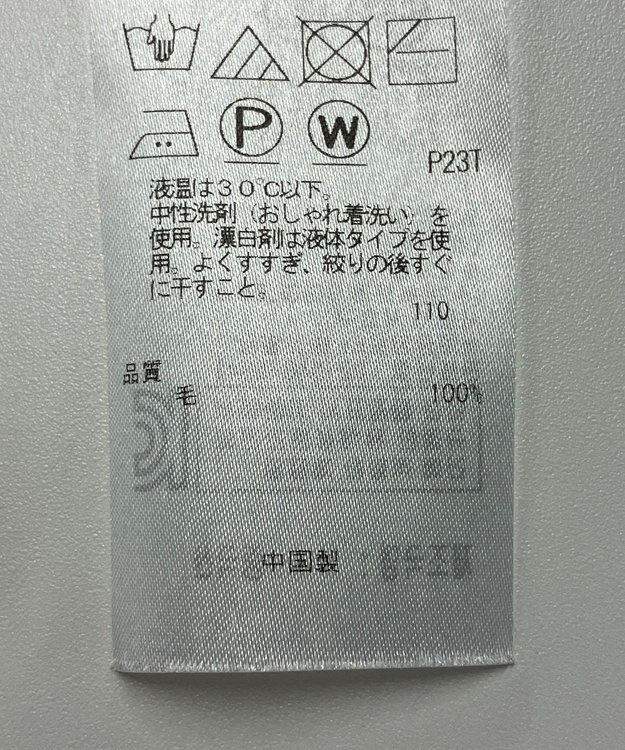 P W
P23T
液温は30℃以下。
中性洗剤(おしゃれ着洗い)を
使用。漂白剤は液体タイプを使
用。よくすすぎ、絞りの後すぐ
に干すこと。
110
品質
毛 100%
中国製